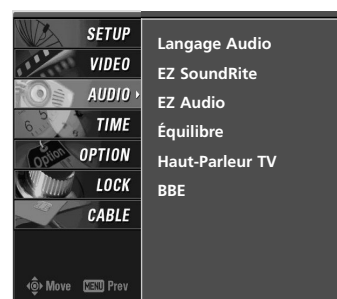 SETUP
VIDEO
AUDIO
TIME
OPTION
LOCK
CABLE
Move MENU Prev
Langage Audio
EZ SoundRite
EZ Audio
Équilibre
Haut-Parleur TV
BBE